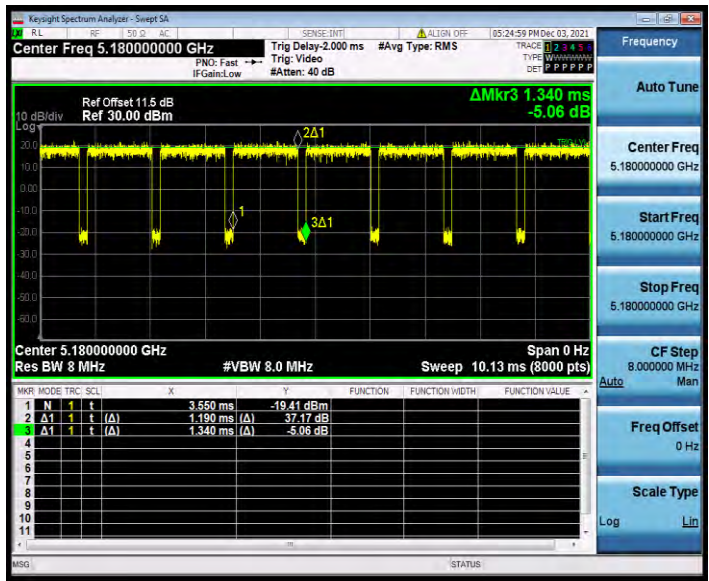 Keysight Spectrum Analyzer - Swept SA
RL RF 50 Ω AC SENSE:INT ALIGN OFF 05:24:59 PM Dec 03, 2021
Center Freq 5.180000000 GHz
PNO: Fast
IFGain:Low
Trig Delay-2.000 ms
Trig: Video
#Atten: 40 dB
#Avg Type: RMS
TRACE 1 2 3 4 5 6
TYPE
DET P P P P P P
ΔMkr3 1.340 ms
-5.06 dB
Ref Offset 11.5 dB
10 dB/div Ref 30.00 dBm
Log
20.0
10.0
0.00
-10.0
-20.0
-30.0
-40.0
-50.0
-60.0
2Δ1
1
3Δ1
Center 5.180000000 GHz Span 0 Hz
Res BW 8 MHz #VBW 8.0 MHz Sweep 10.13 ms (8000 pts)
MKR MODE TRC SCL X Y FUNCTION FUNCTION WIDTH FUNCTION VALUE
1 N 1 t 3.550 ms -19.41 dBm
2 Δ1 1 t (Δ) 1.190 ms (Δ) 37.17 dB
3 Δ1 1 t (Δ) 1.340 ms (Δ) -5.06 dB
4
5
6
7
8
9
10
11
MSG STATUS
Frequency
Auto Tune
Center Freq
5.180000000 GHz
Start Freq
5.180000000 GHz
Stop Freq
5.180000000 GHz
CF Step
8.000000 MHz
Auto Man
Freq Offset
0 Hz
Scale Type
Log Lin